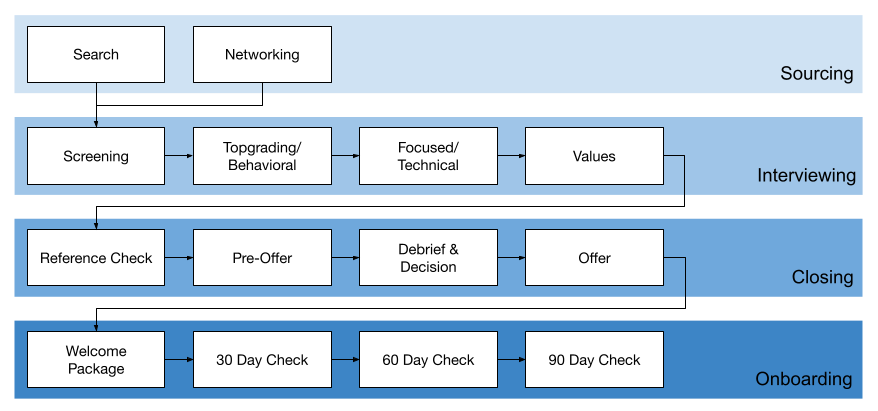 Search
Networking
Sourcing
Screening
Topgrading/
Behavioral
Focused/
Technical
Values
Interviewing
Reference Check
Pre-Offer
Debrief &
Decision
Offer
Closing
Welcome
Package
30 Day Check
60 Day Check
90 Day Check
Onboarding